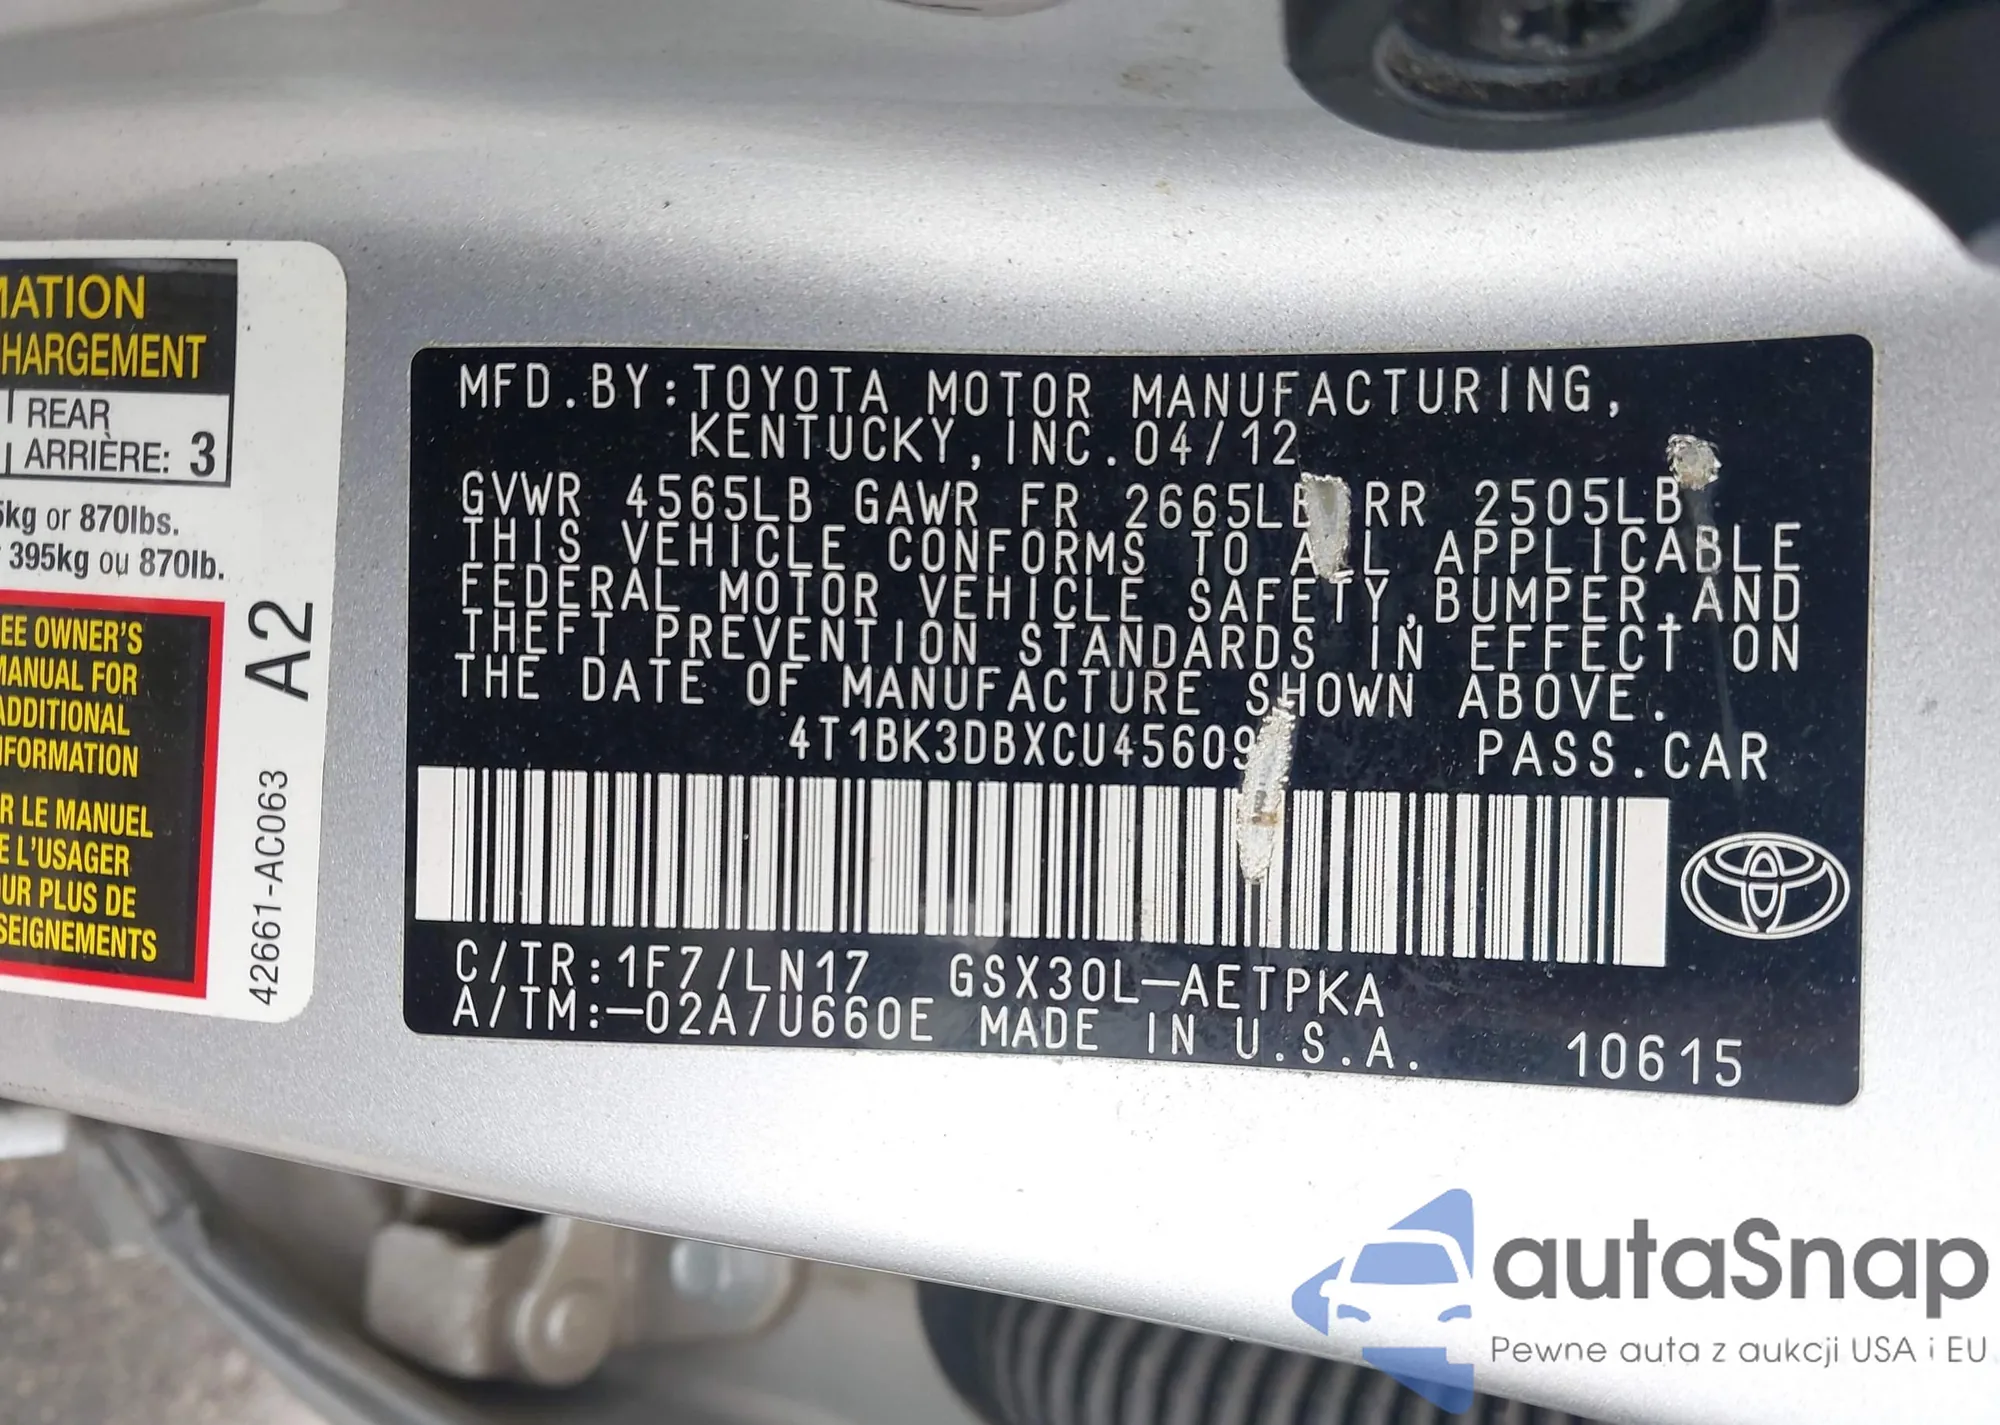 MATION
HARGEMENT
REAR
ARRIÈRE: 3
5kg or 870lbs.
395kg ou 870lb.
EE OWNER'S
MANUAL FOR
ADDITIONAL
NFORMATION
R LE MANUEL
E L'USAGER
OUR PLUS DE
SEIGNEMENTS
42661-AC063 A2
MFD.BY:TOYOTA MOTOR MANUFACTURING,
KENTUCKY,INC.04/12
GVWR 4565LB GAWR FR 2665LB RR 2505LB
THIS VEHICLE CONFORMS TO ALL APPLICABLE
FEDERAL MOTOR VEHICLE SAFETY,BUMPER,AND
THEFT PREVENTION STANDARDS IN EFFECT ON
THE DATE OF MANUFACTURE SHOWN ABOVE.
4T1BK3DBXCU45609 PASS.CAR
C/TR:1F7/LN17 GSX30L-AETPKA
A/TM:-02A/U660E MADE IN U.S.A. 10615
autaSnap
Pewne auta z aukcji USA i EU